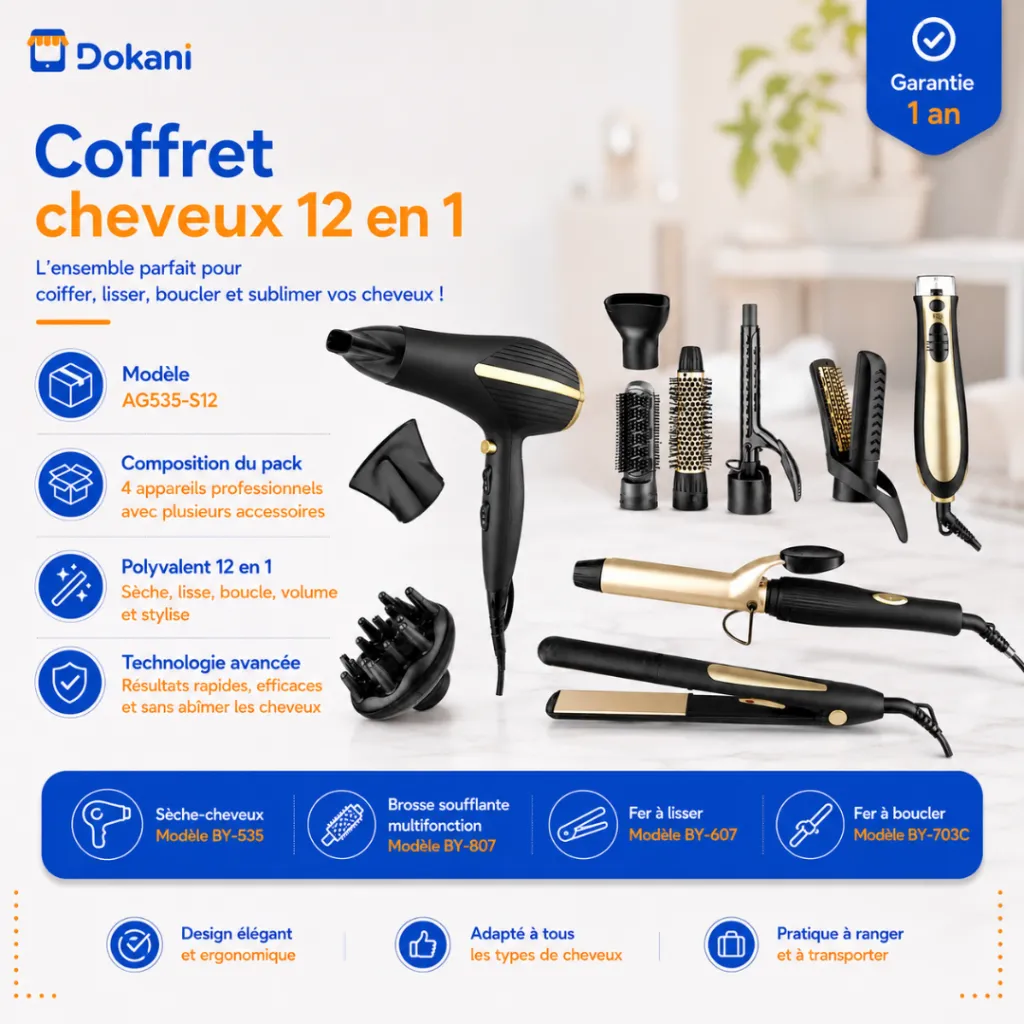 Dokani
Garantie
1 an
Coffret
cheveux 12 en 1
L'ensemble parfait pour
coiffer, lisser, boucler et sublimer vos cheveux !
Modèle
AG535-S12
Composition du pack
4 appareils professionnels
avec plusieurs accessoires
Polyvalent 12 en 1
Sèche, lisse, boucle, volume
et stylise
Technologie avancée
Résultats rapides, efficaces
et sans abîmer les cheveux
Sèche-cheveux
Modèle BY-535
Brosse soufflante
multifonction
Modèle BY-807
Fer à lisser
Modèle BY-607
Fer à boucler
Modèle BY-703C
Design élégant
et ergonomique
Adapté à tous
les types de cheveux
Pratique à ranger
et à transporter